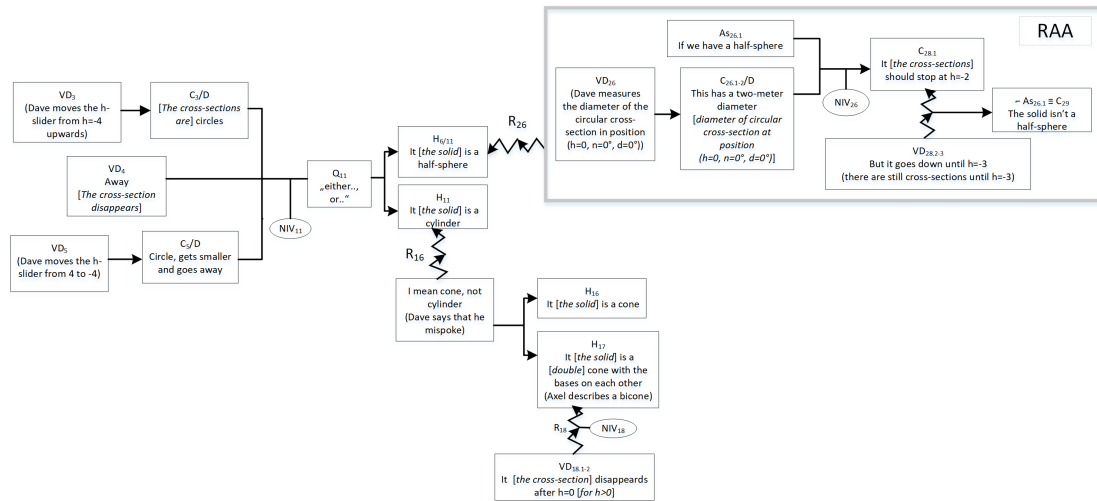 RAA
As26.1
If we have a half-sphere
C28.1
It [the cross-sections]
should stop at h=-2
VD26
(Dave measures
the diameter of the
circular cross-
section in position
(h=0, n=0°, d=0°))
C26.1-2/D
This has a two-meter
diameter
[diameter of circular
cross-section at
position
(h=0, n=0°, d=0°)]
NIV26
⌐ As26.1 ≡ C29
The solid isn't a
half-sphere
VD28.2-3
But it goes down until h=-3
(there are still cross-sections until h=-3)
R26
VD3
(Dave moves the h-
slider from h=-4
upwards)
C3/D
[The cross-sections
are] circles
VD4
Away
[The cross-section
disappears]
VD5
(Dave moves the h-
slider from 4 to -4)
C5/D
Circle, gets smaller
and goes away
NIV11
Q11
„either..,
or..“
H6/11
It [the solid] is a
half-sphere
H11
It [the solid] is a
cylinder
R16
I mean cone, not
cylinder
(Dave says that he
mispoke)
H16
It [the solid] is a cone
H17
It [the solid] is a
[double] cone with the
bases on each other
(Axel describes a bicone)
R18
NIV18
VD18.1-2
It [the cross-section] disappeards
after h=0 [for h>0]